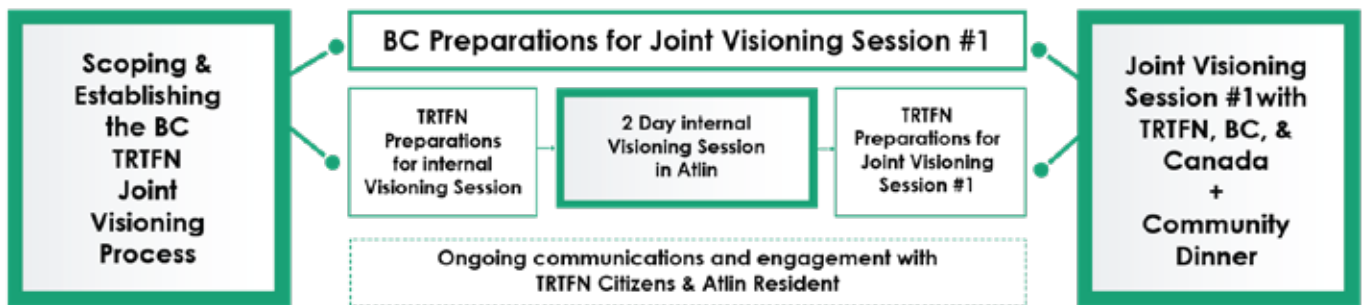 Scoping &
Establishing
the BC
TRTFN
Joint
Visioning
Process
BC Preparations for Joint Visioning Session #1
TRTFN
Preparations
for internal
Visioning Session
2 Day internal
Visioning Session
in Atlin
TRTFN
Preparations for
Joint Visioning
Session #1
Ongoing communications and engagement with
TRTFN Citizens & Atlin Resident
Joint Visioning
Session #1with
TRTFN, BC, &
Canada
+
Community
Dinner